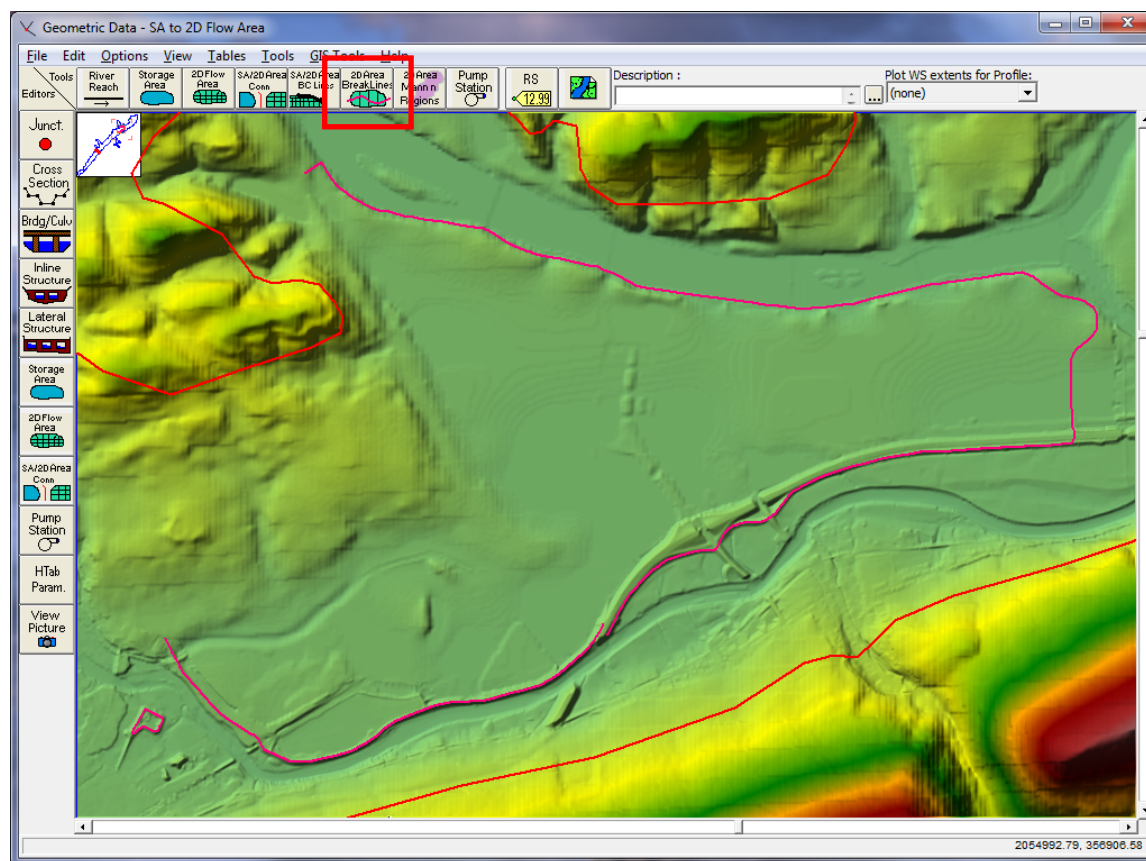 Geometric Data - SA to 2D Flow Area
File Edit Options View Tables Tools GIS Tools Help
Tools
Editors
River
Reach
Storage
Area
2D Flow
Area
SA/2D Area
Conn
SA/2D Area
BC Lines
2D Area
BreakLines
2D Area
Mann n
Regions
Pump
Station
RS
12.99
Description :
...
Plot WS extents for Profile:
(none)
Junct.
Cross
Section
Brdg/Culv
Inline
Structure
Lateral
Structure
Storage
Area
2D Flow
Area
SA/2D Area
Conn
Pump
Station
HTab
Param.
View
Picture
2054992.79, 356906.58